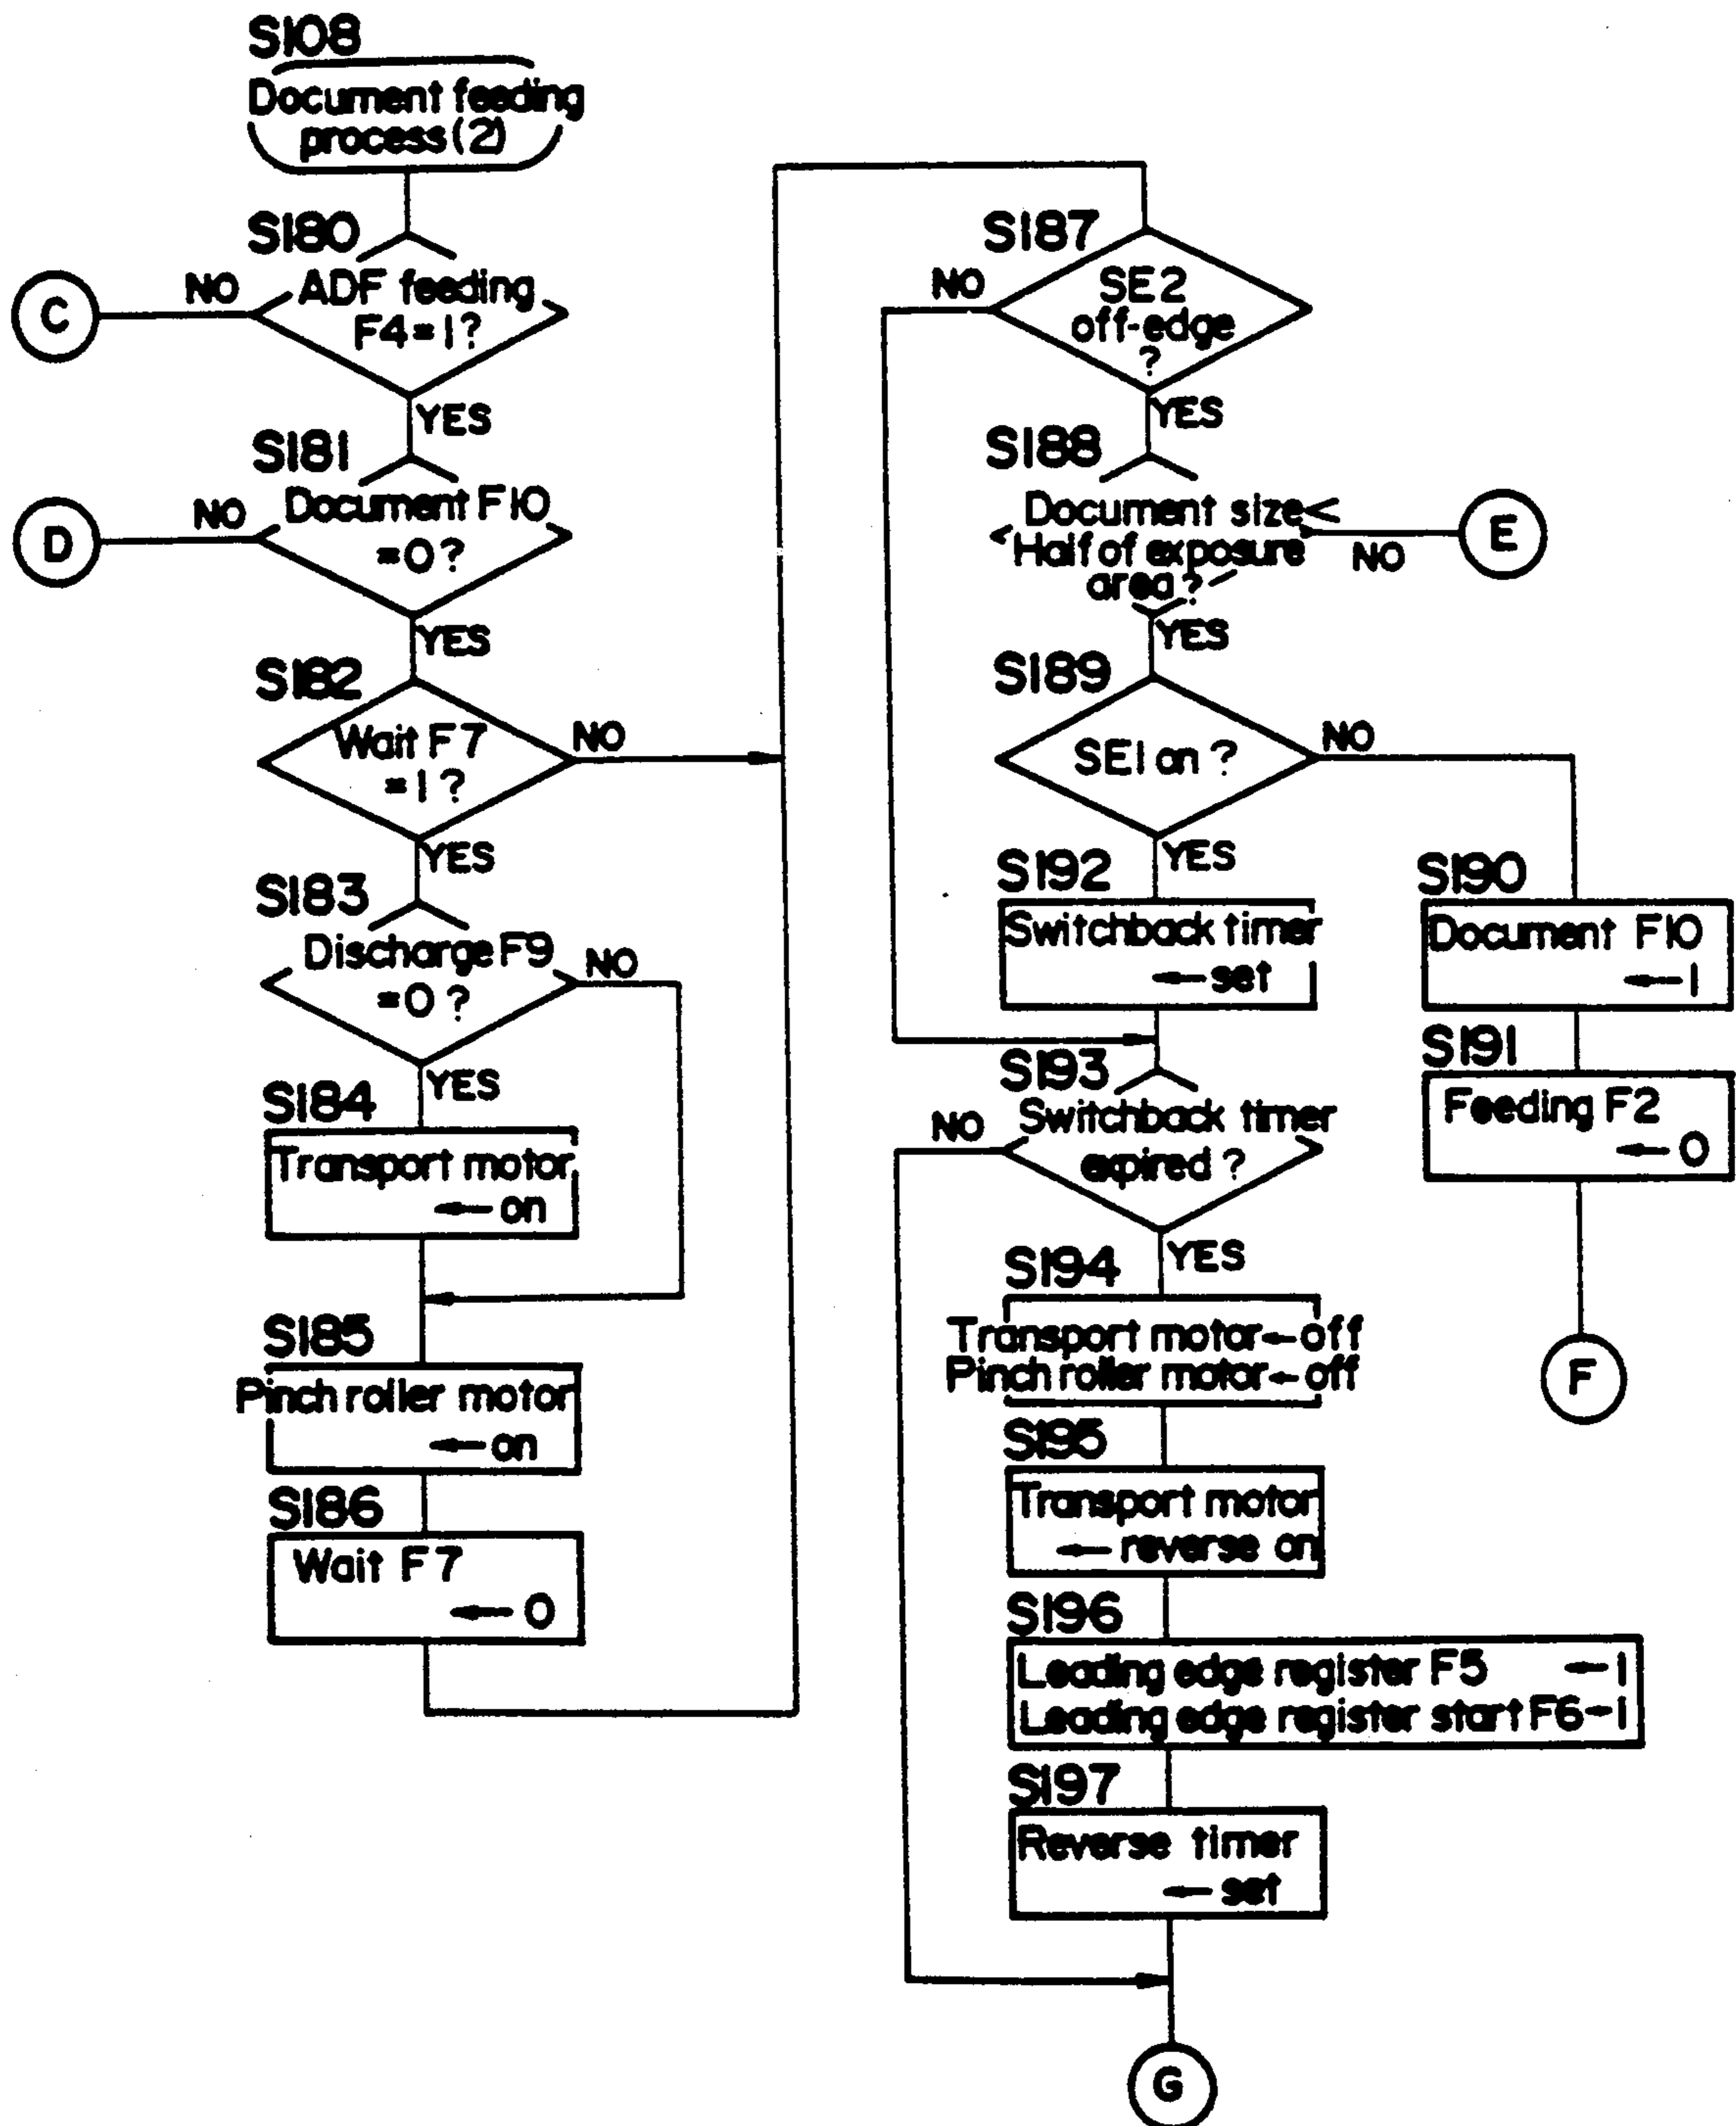 S108
Document feeding
process(2)
S180
NO
ADF feeding
F4=1?
C
YES
S181
NO
Document F10
=0?
D
YES
S182
Wait F7
=1?
NO
YES
S183
Discharge F9
=0?
NO
YES
S184
Transport motor
←on
S185
Pinch roller motor
←on
S186
Wait F7
←0
S187
NO
SE2
off-edge
?
YES
S188
Document size<
Half of exposure
area?
NO
E
YES
S189
SE1 on?
NO
YES
S192
Switchback timer
←set
S190
Document F10
←1
S191
Feeding F2
←0
F
S193
NO
Switchback timer
expired?
YES
S194
Transport motor←off
Pinch roller motor←off
S195
Transport motor
←reverse on
S196
Leading edge register F5 ←1
Leading edge register start F6←1
S197
Reverse timer
←set
G